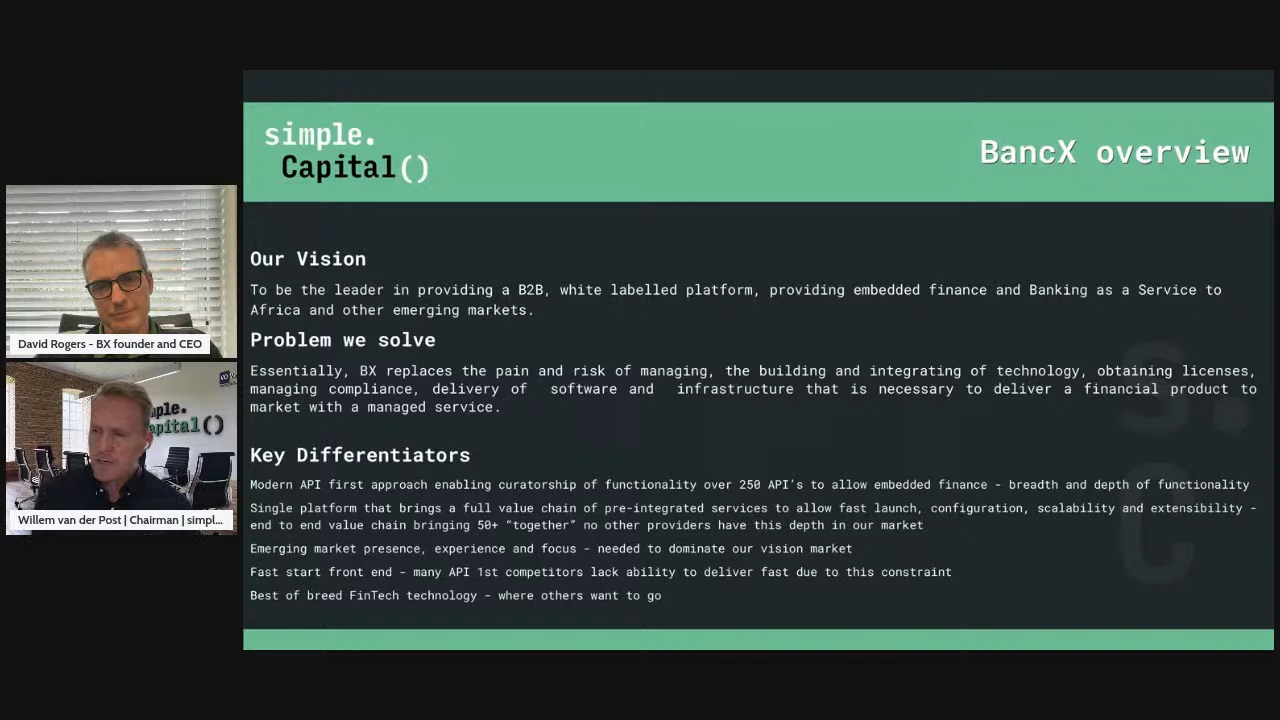 simple.
Capital()
BancX overview
Our Vision
To be the leader in providing a B2B, white labelled platform, providing embedded finance and Banking as a Service to
Africa and other emerging markets.
Problem we solve
Essentially, BX replaces the pain and risk of managing, the building and integrating of technology, obtaining licenses,
managing compliance, delivery of software and infrastructure that is necessary to deliver a financial product to
market with a managed service.
Key Differentiators
Modern API first approach enabling curatorship of functionality over 250 API's to allow embedded finance - breadth and depth of functionality
Single platform that brings a full value chain of pre-integrated services to allow fast launch, configuration, scalability and extensibility -
end to end value chain bringing 50+ “together” no other providers have this depth in our market
Emerging market presence, experience and focus - needed to dominate our vision market
Fast start front end - many API 1st competitors lack ability to deliver fast due to this constraint
Best of breed FinTech technology - where others want to go
s.
C
David Rogers - BX founder and CEO
mple.
apital()
Willem van der Post | Chairman | simpl...